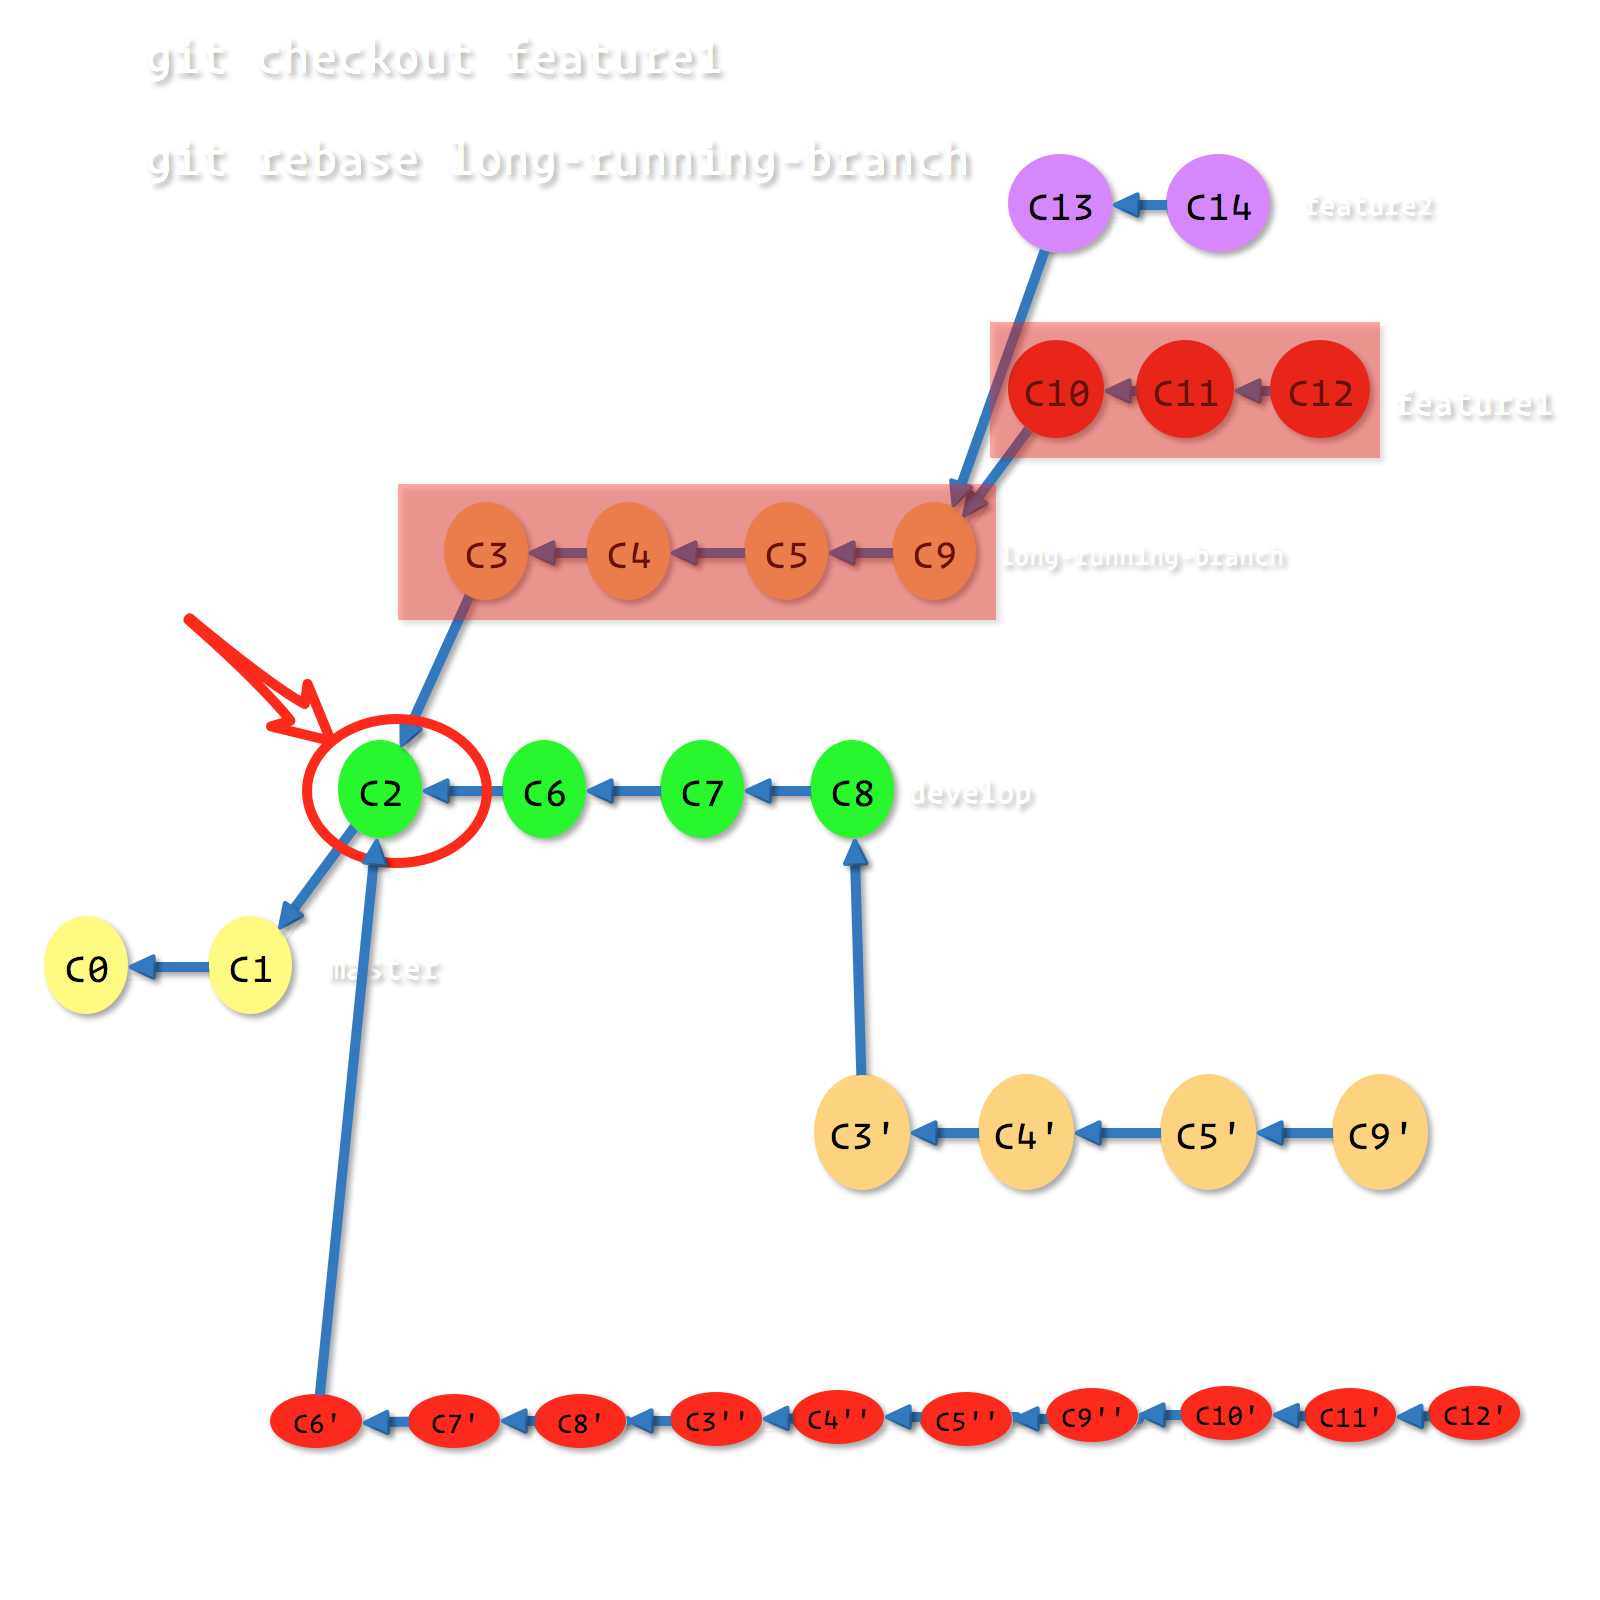 git checkout feature1
git rebase long-running-branch
C13 C14 feature2
C10 C11 C12 feature1
C3 C4 C5 C9 long-running-branch
C2 C6 C7 C8 develop
C0 C1 master
C3' C4' C5' C9'
C6' C7' C8' C3'' C4'' C5'' C9'' C10' C11' C12'